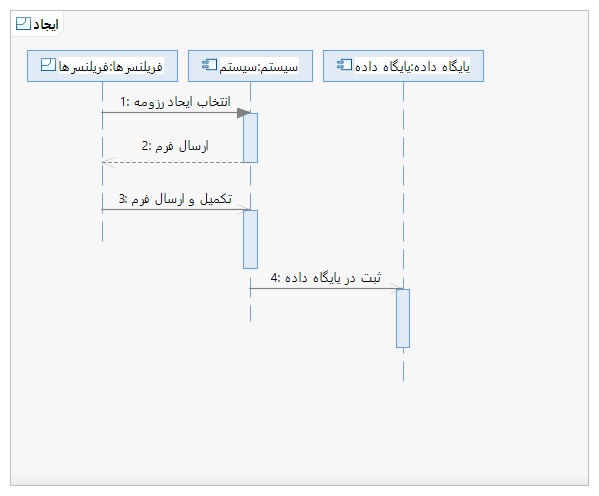 ایجاد
فریلنسرها:فریلنسرها
سیستم:سیستم
پایگاه داده:پایگاه داده
1: انتخاب ایجاد رزومه
2: ارسال فرم
3: تکمیل و ارسال فرم
4: ثبت در پایگاه داده